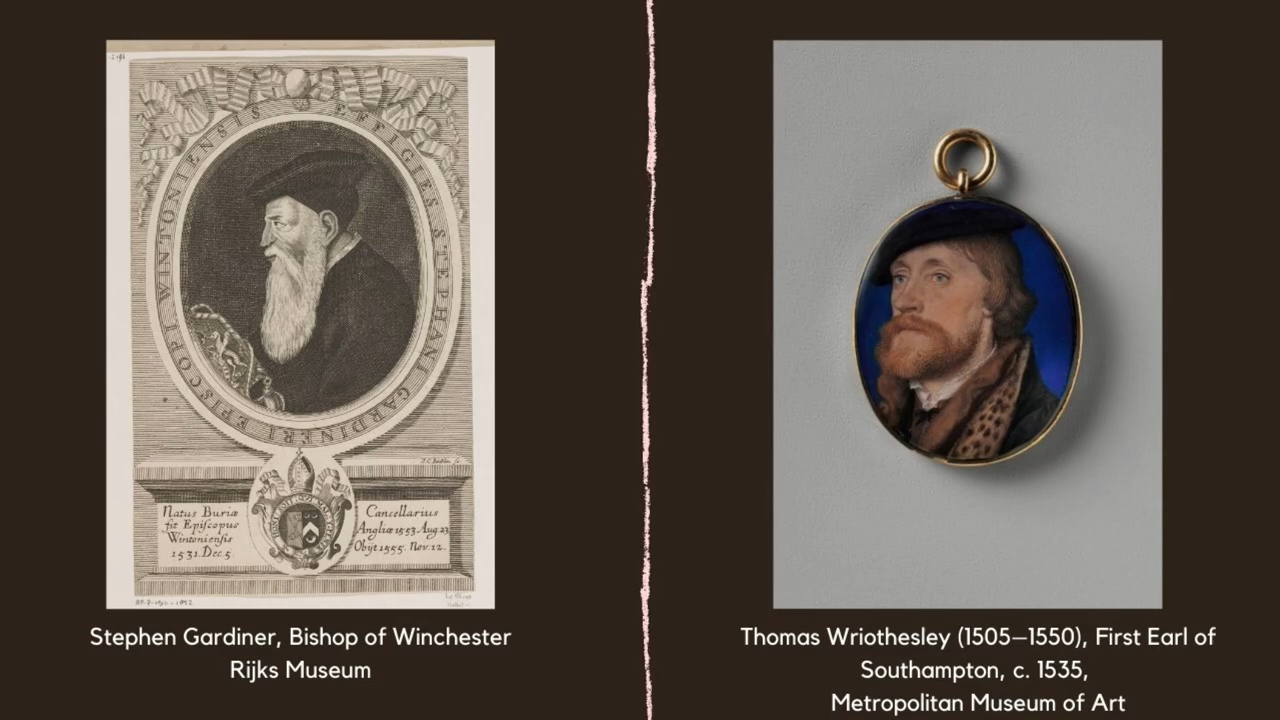 EFFIGIES STEPHANI GARDINERI EPISCOPI WINTONIENSIS
Natus Buriæ
fit Episcopus
Wintoniensis
1531. Dec. 5.
Cancellarius
Angliæ 1553. Aug. 23
Obijt 1555. Nov. 12.
Stephen Gardiner, Bishop of Winchester
Rijks Museum
Thomas Wriothesley (1505–1550), First Earl of
Southampton, c. 1535,
Metropolitan Museum of Art